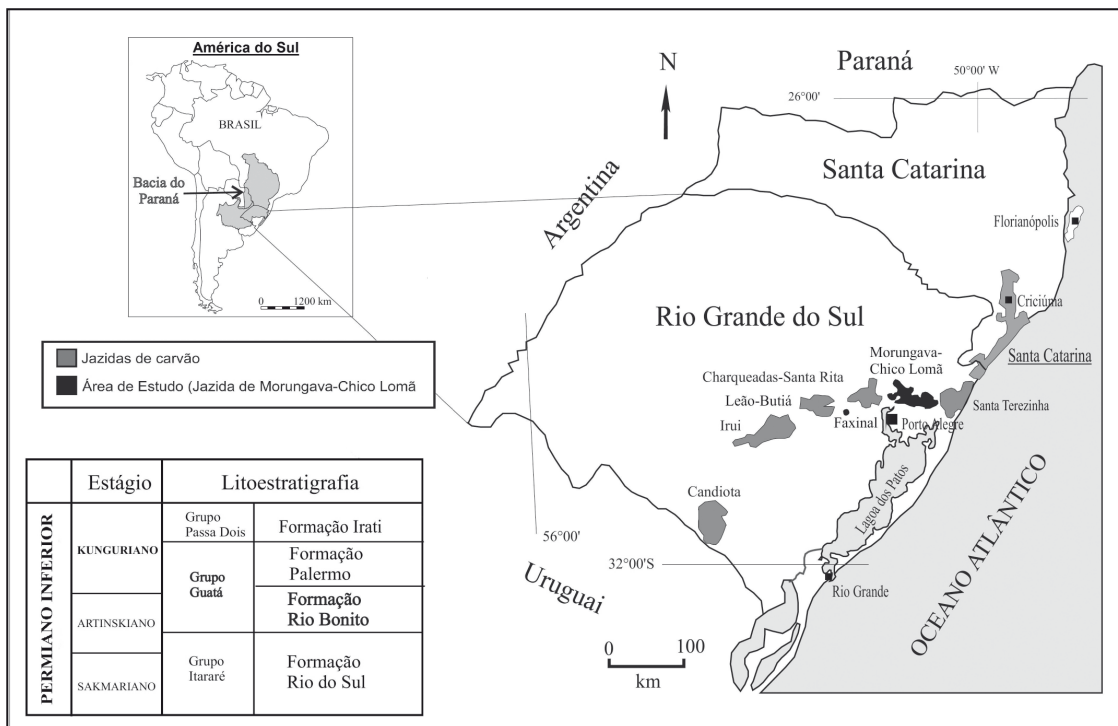 América do Sul
BRASIL
Bacia do
Paraná
0 1200 km
Jazidas de carvão
Área de Estudo (Jazida de Morungava-Chico Lomã
N
Paraná
50°00' W
26°00'
Santa Catarina
Argentina
Florianópolis
Criciúma
Rio Grande do Sul
Santa Catarina
Morungava-
Chico Lomã
Charqueadas-Santa Rita
Leão-Butiá
Santa Terezinha
Irui
Faxinal
Porto Alegre
Lagoa dos Patos
Candiota
56°00'
32°00'S
Rio Grande
Uruguai
OCEANO ATLÂNTICO
0 100
km
Estágio Litoestratigrafia
PERMIANO INFERIOR
KUNGURIANO
Grupo
Passa Dois
Formação Irati
Grupo
Guatá
Formação
Palermo
Formação
Rio Bonito
ARTINSKIANO
Grupo
Itararé
Formação
Rio do Sul
SAKMARIANO